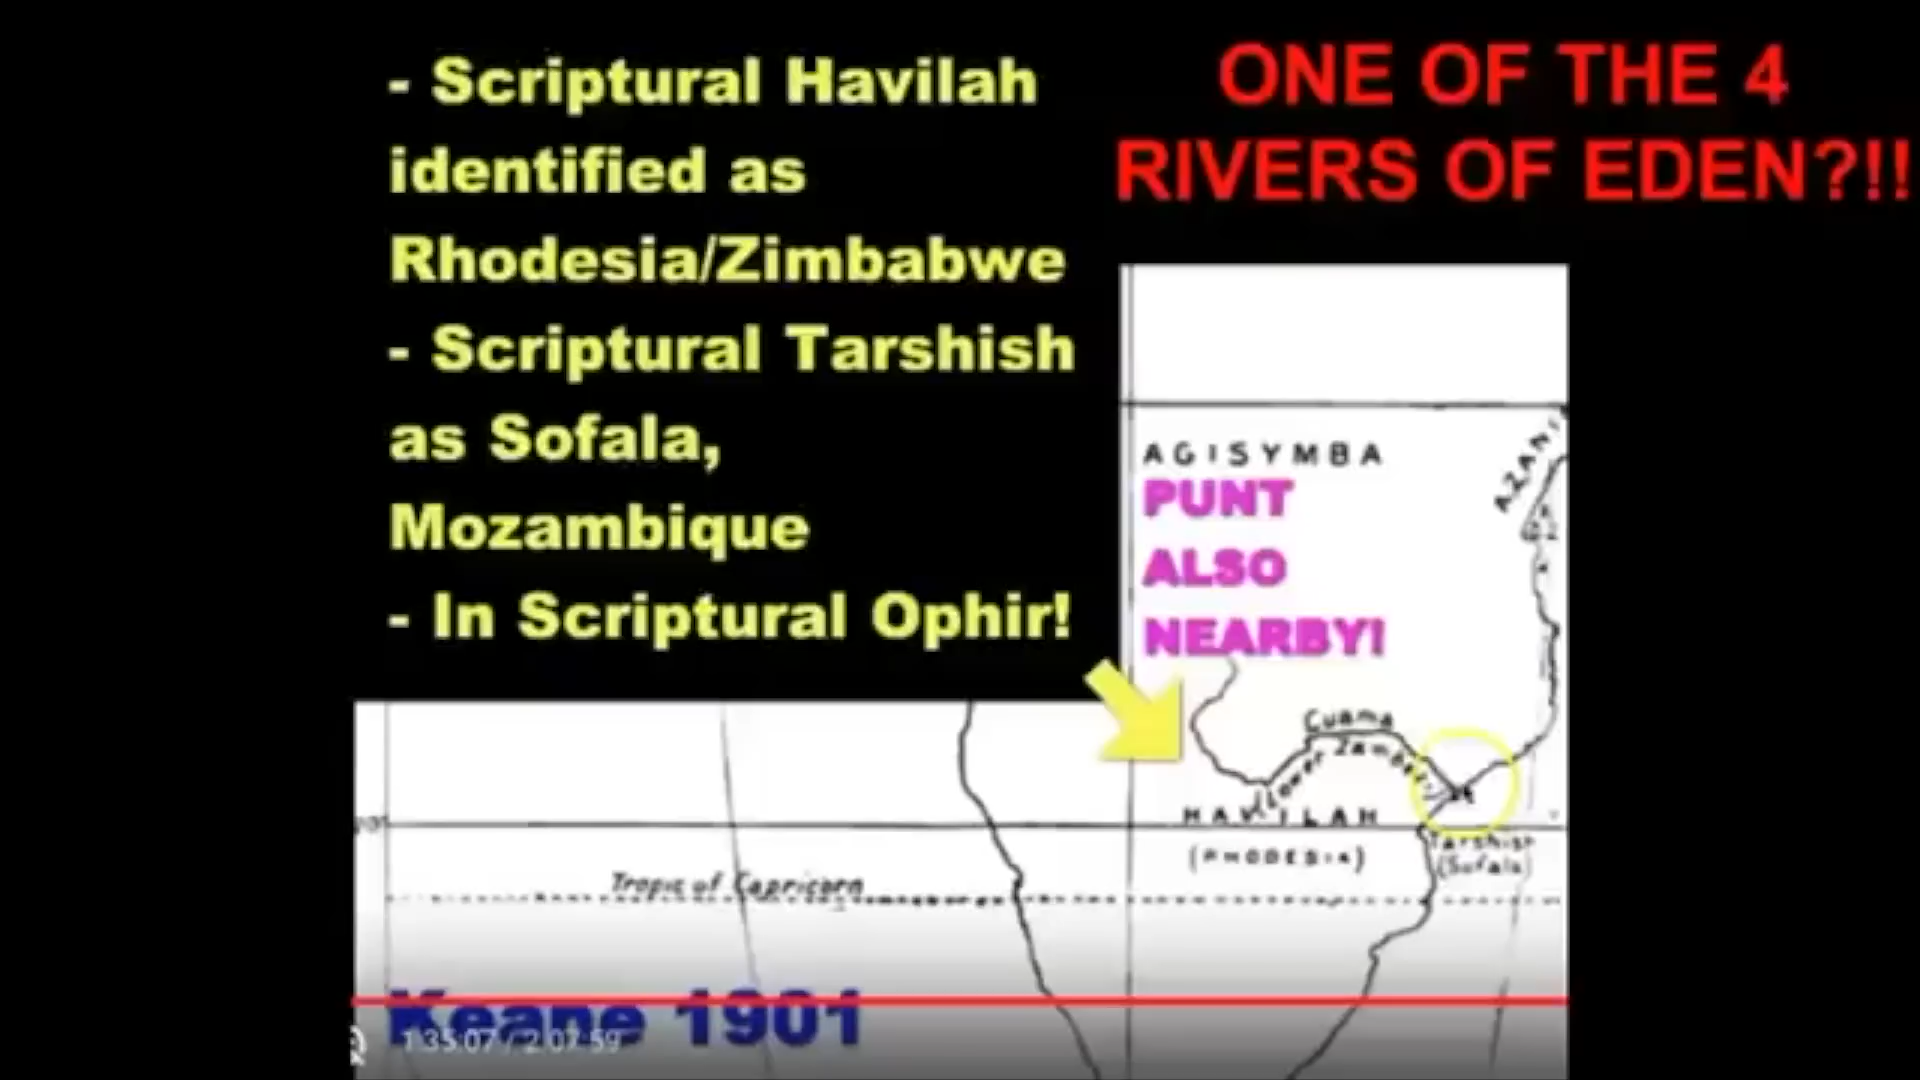 - Scriptural Havilah
identified as
Rhodesia/Zimbabwe
- Scriptural Tarshish
as Sofala,
Mozambique
- In Scriptural Ophir!
ONE OF THE 4
RIVERS OF EDEN?!!
AGISYMBA
AZANI
PUNT
ALSO
NEARBY!
Cuama
(Lower Zambezi)
HAVILAH
(RHODESIA)
Tarshish
(Sofala)
Tropic of Capricorn
Keane 1901
1:35:07 / 2:07:59